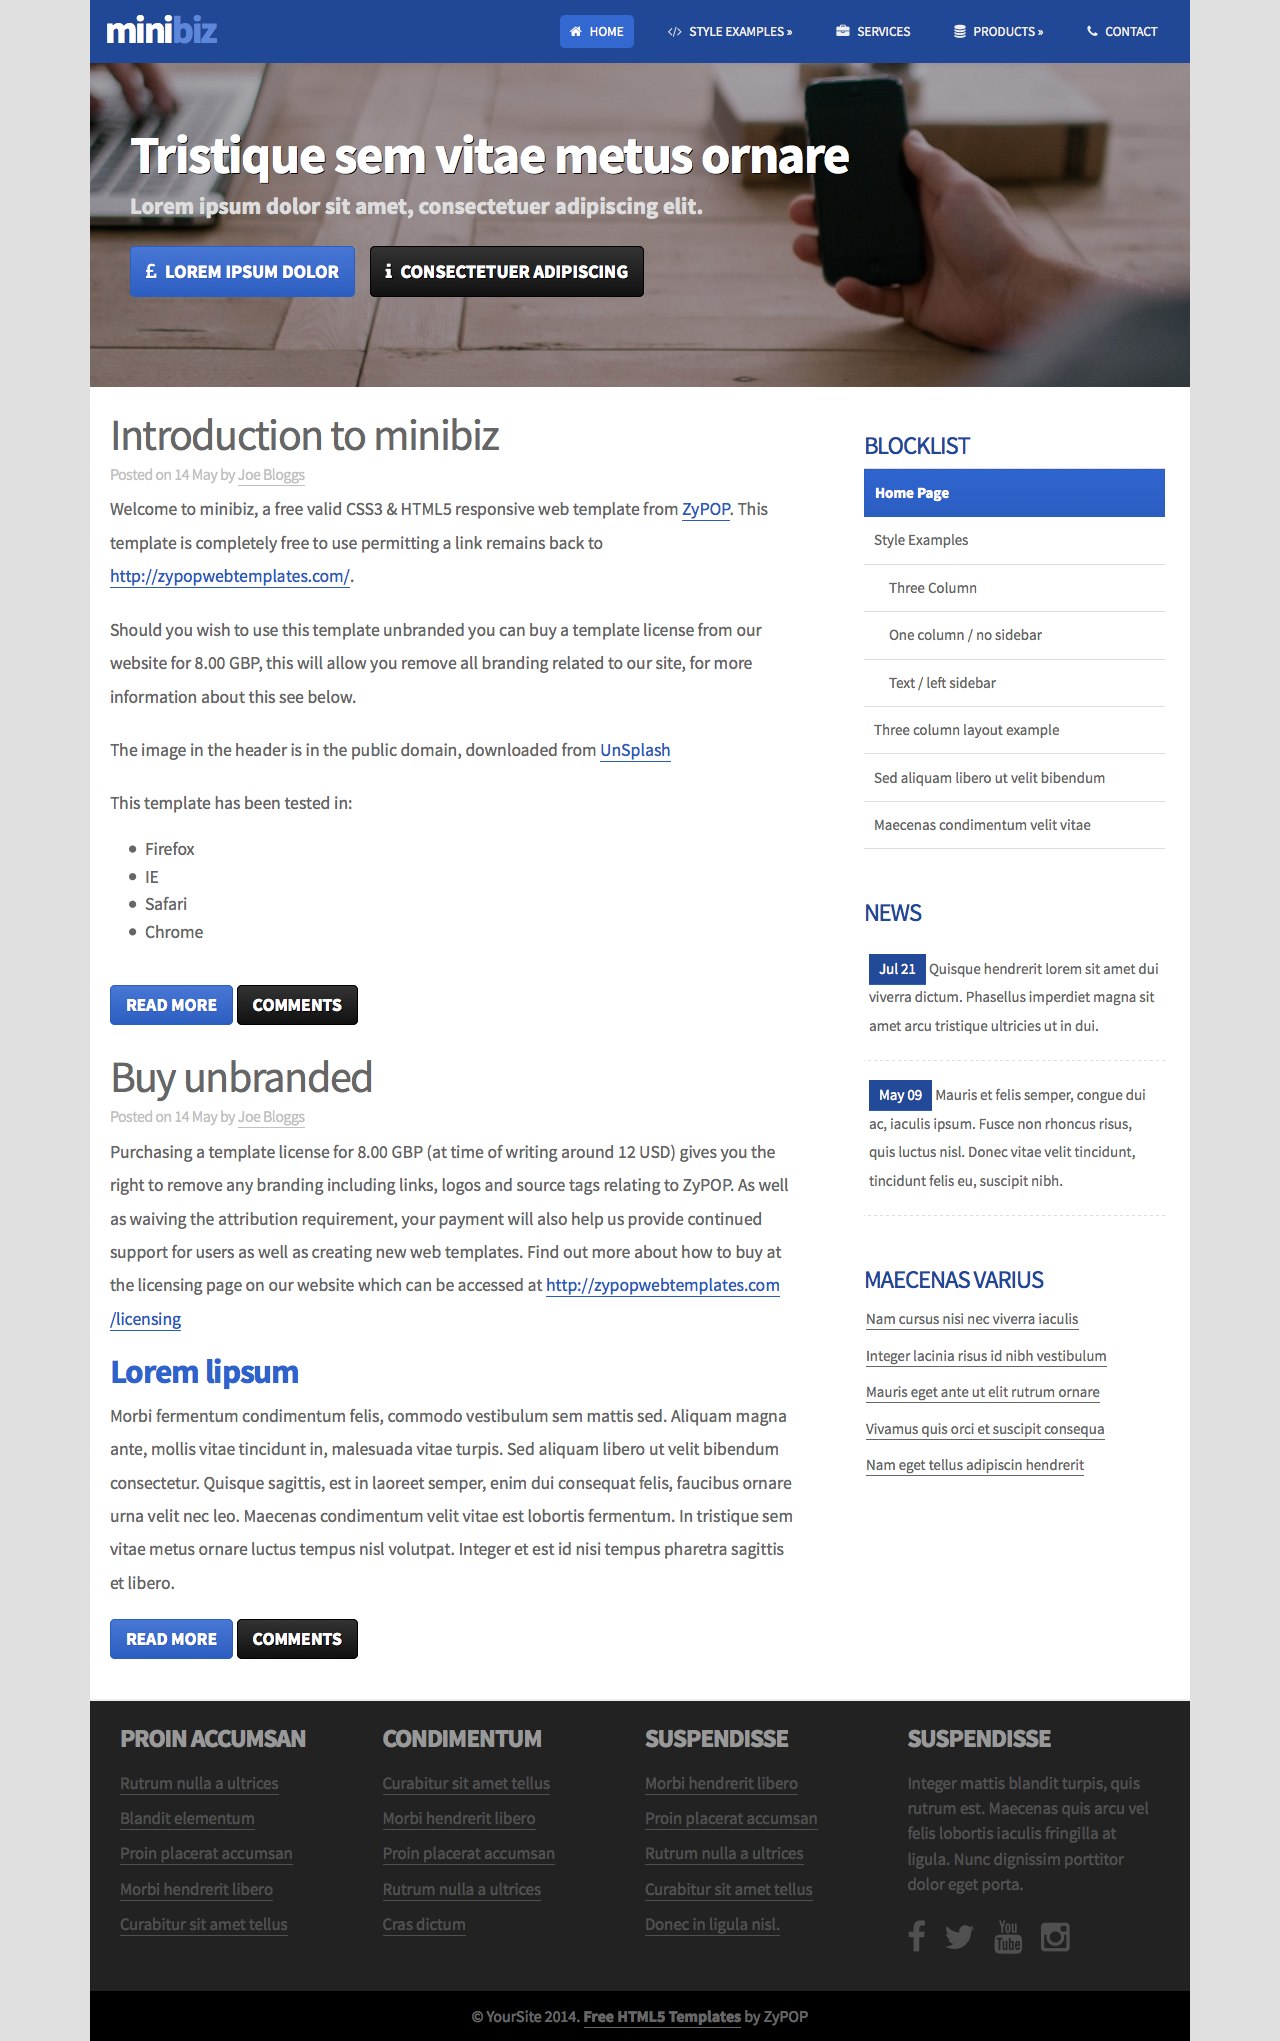 minibiz
HOME
STYLE EXAMPLES »
SERVICES
PRODUCTS »
CONTACT
Tristique sem vitae metus ornare
Lorem ipsum dolor sit amet, consectetuer adipiscing elit.
£ LOREM IPSUM DOLOR
i CONSECTETUER ADIPISCING
Introduction to minibiz
Posted on 14 May by Joe Bloggs
Welcome to minibiz, a free valid CSS3 & HTML5 responsive web template from ZyPOP. This
template is completely free to use permitting a link remains back to
http://zypopwebtemplates.com/.
Should you wish to use this template unbranded you can buy a template license from our
website for 8.00 GBP, this will allow you remove all branding related to our site, for more
information about this see below.
The image in the header is in the public domain, downloaded from UnSplash
This template has been tested in:
• Firefox
• IE
• Safari
• Chrome
READ MORE
COMMENTS
Buy unbranded
Posted on 14 May by Joe Bloggs
Purchasing a template license for 8.00 GBP (at time of writing around 12 USD) gives you the
right to remove any branding including links, logos and source tags relating to ZyPOP. As well
as waiving the attribution requirement, your payment will also help us provide continued
support for users as well as creating new web templates. Find out more about how to buy at
the licensing page on our website which can be accessed at http://zypopwebtemplates.com
/licensing
Lorem lipsum
Morbi fermentum condimentum felis, commodo vestibulum sem mattis sed. Aliquam magna
ante, mollis vitae tincidunt in, malesuada vitae turpis. Sed aliquam libero ut velit bibendum
consectetur. Quisque sagittis, est in laoreet semper, enim dui consequat felis, faucibus ornare
urna velit nec leo. Maecenas condimentum velit vitae est lobortis fermentum. In tristique sem
vitae metus ornare luctus tempus nisl volutpat. Integer et est id nisi tempus pharetra sagittis
et libero.
READ MORE
COMMENTS
BLOCKLIST
Home Page
Style Examples
Three Column
One column / no sidebar
Text / left sidebar
Three column layout example
Sed aliquam libero ut velit bibendum
Maecenas condimentum velit vitae
NEWS
Jul 21 Quisque hendrerit lorem sit amet dui
viverra dictum. Phasellus imperdiet magna sit
amet arcu tristique ultricies ut in dui.
May 09 Mauris et felis semper, congue dui
ac, iaculis ipsum. Fusce non rhoncus risus,
quis luctus nisl. Donec vitae velit tincidunt,
tincidunt felis eu, suscipit nibh.
MAECENAS VARIUS
Nam cursus nisi nec viverra iaculis
Integer lacinia risus id nibh vestibulum
Mauris eget ante ut elit rutrum ornare
Vivamus quis orci et suscipit consequa
Nam eget tellus adipiscin hendrerit
PROIN ACCUMSAN
Rutrum nulla a ultrices
Blandit elementum
Proin placerat accumsan
Morbi hendrerit libero
Curabitur sit amet tellus
CONDIMENTUM
Curabitur sit amet tellus
Morbi hendrerit libero
Proin placerat accumsan
Rutrum nulla a ultrices
Cras dictum
SUSPENDISSE
Morbi hendrerit libero
Proin placerat accumsan
Rutrum nulla a ultrices
Curabitur sit amet tellus
Donec in ligula nisl.
SUSPENDISSE
Integer mattis blandit turpis, quis
rutrum est. Maecenas quis arcu vel
felis lobortis iaculis fringilla at
ligula. Nunc dignissim porttitor
dolor eget porta.
You
Tube
© YourSite 2014. Free HTML5 Templates by ZyPOP